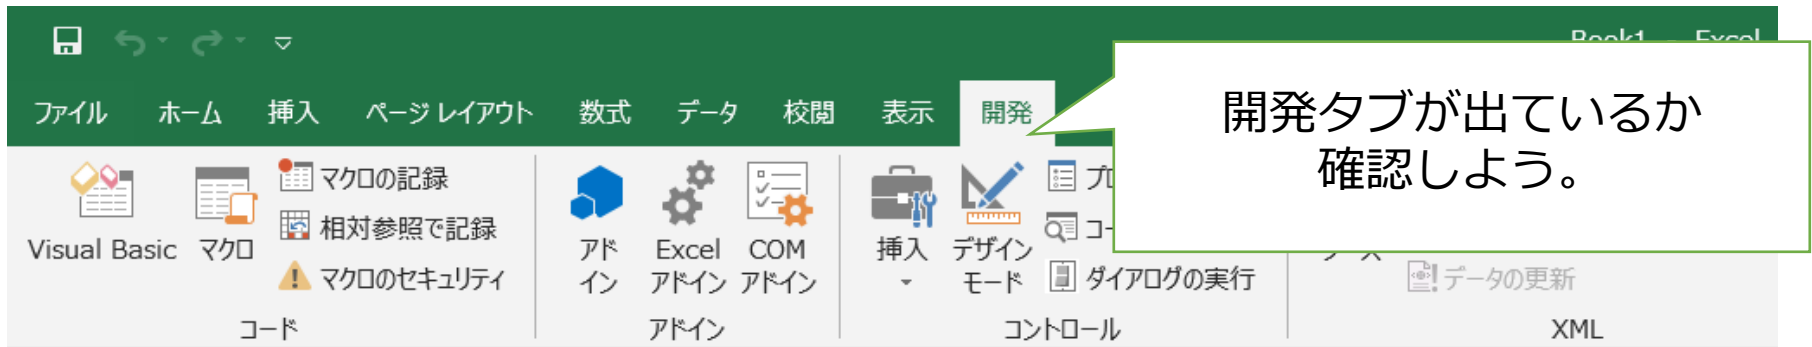 Book1 - Excel
ファイル ホーム 挿入 ページ レイアウト 数式 データ 校閲 表示 開発
開発タブが出ているか
確認しよう。
Visual Basic
マクロ
マクロの記録
相対参照で記録
マクロのセキュリティ
コード
アド
イン
Excel
アドイン
COM
アドイン
アドイン
挿入
デザイン
モード
ダイアログの実行
コントロール
データの更新
XML